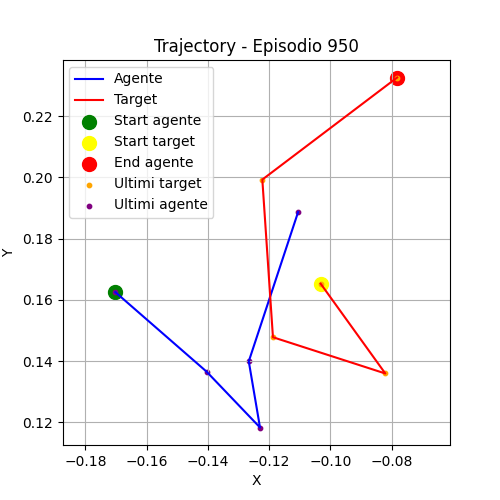 Trajectory - Episodio 950
Agente
Target
Start agente
Start target
End agente
Ultimi target
Ultimi agente
Y
0.22
0.20
0.18
0.16
0.14
0.12
−0.18 −0.16 −0.14 −0.12 −0.10 −0.08
X